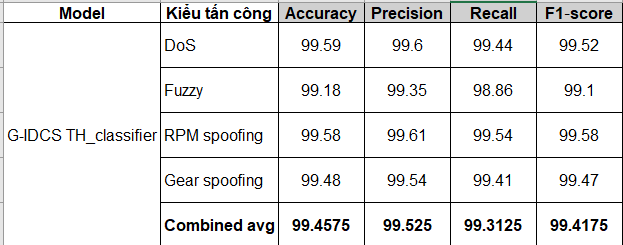 Model Kiểu tấn công Accuracy Precision Recall F1-score
DoS 99.59 99.6 99.44 99.52
Fuzzy 99.18 99.35 98.86 99.1
G-IDCS TH_classifier RPM spoofing 99.58 99.61 99.54 99.58
Gear spoofing 99.48 99.54 99.41 99.47
Combined avg 99.4575 99.525 99.3125 99.4175